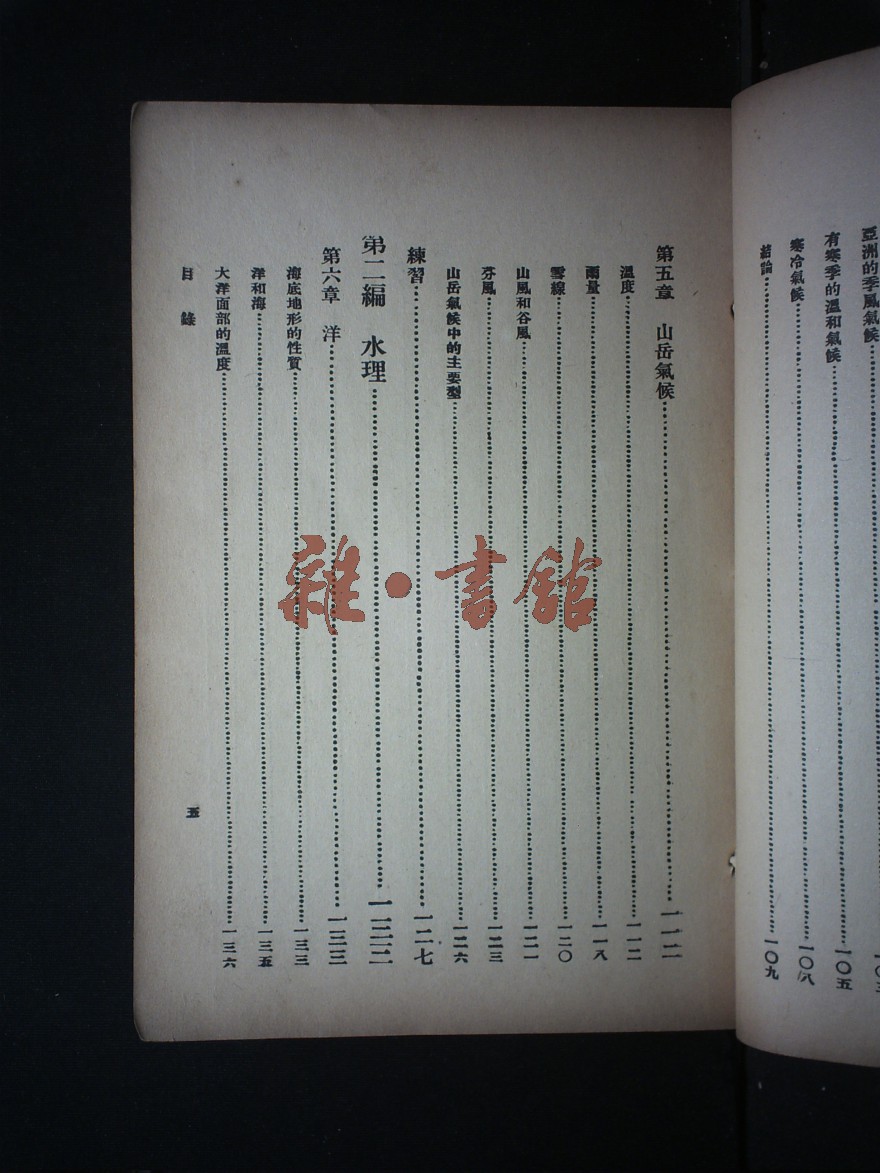 亞洲的季風氣候
有寒季的溫和氣候……一〇五
寒冷氣候……一〇八
結論……一〇九
第五章 山岳氣候……一一二
溫度……一一二
雨量……一一八
雪線……一二〇
山風和谷風……一二一
芬風……一二三
山岳氣候中的主要型……一二六
練習……一二七
第二編 水理……一三三
第六章 洋……一三三
海底地形的性質……一三三
洋和海……一三五
大洋面部的溫度……一三六
目錄
五
雜·書館